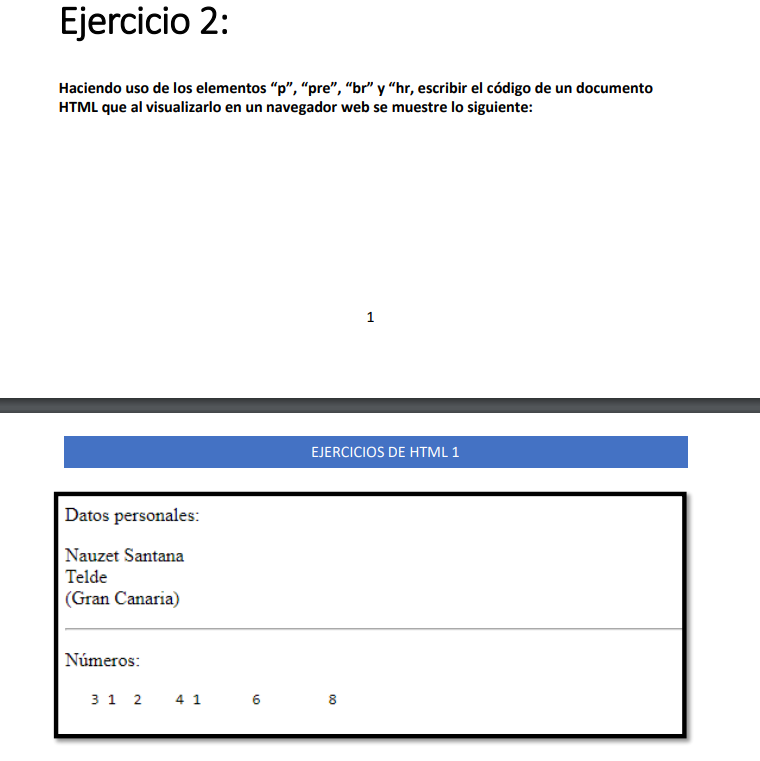 Ejercicio 2:
Haciendo uso de los elementos “p”, “pre”, “br” y “hr, escribir el código de un documento
HTML que al visualizarlo en un navegador web se muestre lo siguiente:
1
EJERCICIOS DE HTML 1
Datos personales:
Nauzet Santana
Telde
(Gran Canaria)
Números:
   3 1  2    4 1      6        8